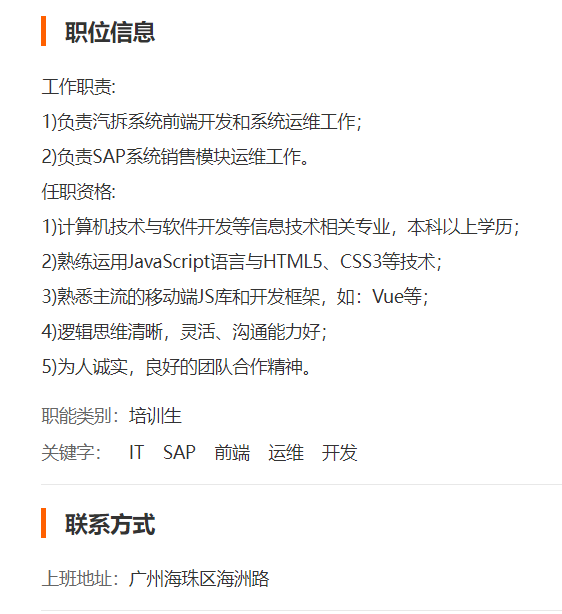 职位信息
工作职责:
1)负责汽拆系统前端开发和系统运维工作；
2)负责SAP系统销售模块运维工作。
任职资格:
1)计算机技术与软件开发等信息技术相关专业，本科以上学历；
2)熟练运用JavaScript语言与HTML5、CSS3等技术；
3)熟悉主流的移动端JS库和开发框架，如：Vue等；
4)逻辑思维清晰，灵活、沟通能力好；
5)为人诚实，良好的团队合作精神。
职能类别：培训生
关键字： IT SAP 前端 运维 开发
联系方式
上班地址：广州海珠区海洲路